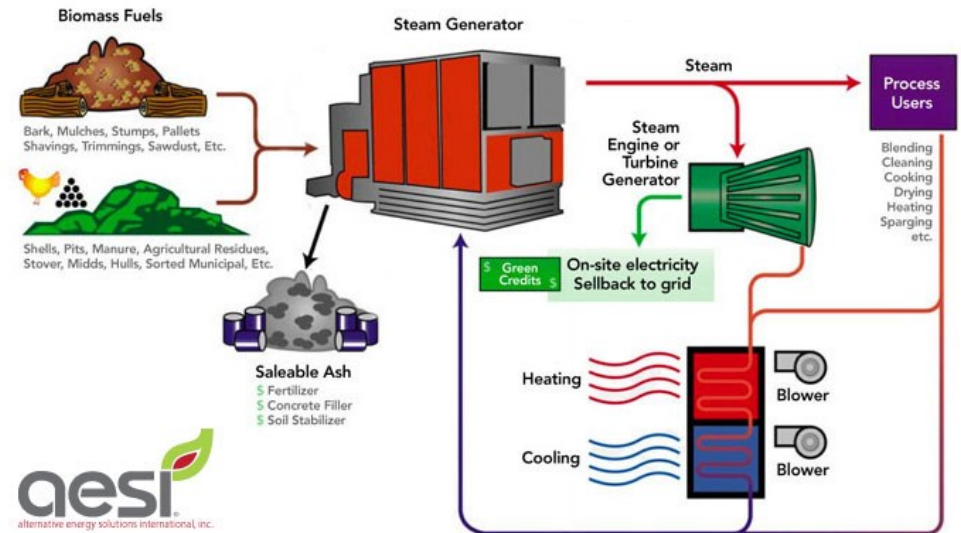 Biomass Fuels
Bark, Mulches, Stumps, Pallets
Shavings, Trimmings, Sawdust, Etc.
Shells, Pits, Manure, Agricultural Residues,
Stover, Midds, Hulls, Sorted Municipal, Etc.
Steam Generator
Saleable Ash
$ Fertilizer
$ Concrete Filler
$ Soil Stabilizer
Steam
Steam
Engine or
Turbine
Generator
Process
Users
Blending
Cleaning
Cooking
Drying
Heating
Sparging
etc.
$ Green
Credits $
On-site electricity
Sellback to grid
Heating
Blower
Cooling
Blower
aesi
alternative energy solutions international, inc.